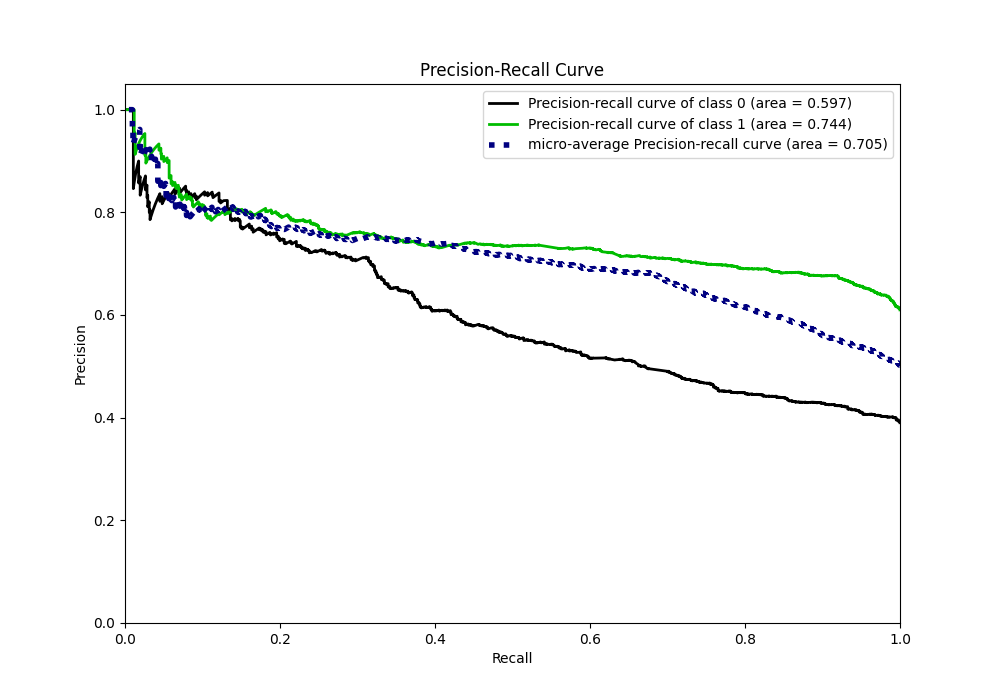 Precision-Recall Curve
Precision-recall curve of class 0 (area = 0.597)
Precision-recall curve of class 1 (area = 0.744)
micro-average Precision-recall curve (area = 0.705)
Precision
1.0
0.8
0.6
0.4
0.2
0.0
0.0 0.2 0.4 0.6 0.8 1.0
Recall